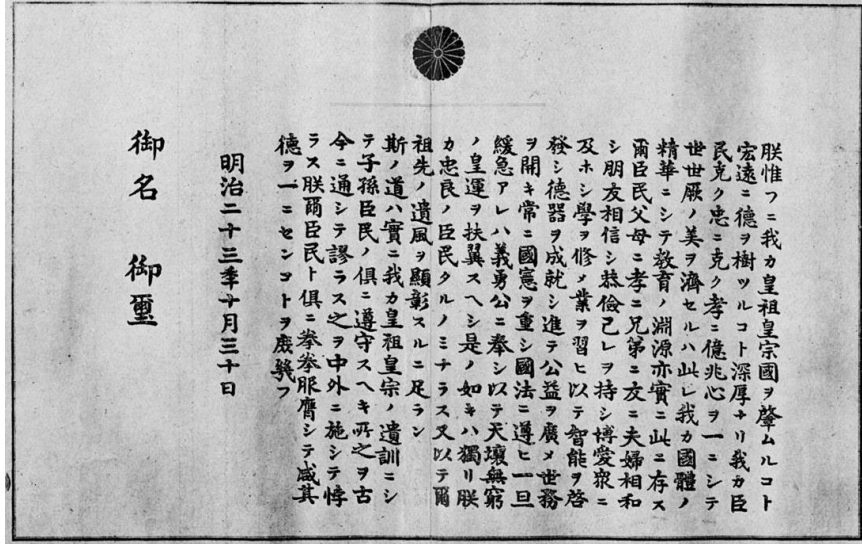 朕惟フニ我カ皇祖皇宗國ヲ肇ムルコト
宏遠ニ德ヲ樹ツルコト深厚ナリ我カ臣
民克ク忠ニ克ク孝ニ億兆心ヲ一ニシテ
世世厥ノ美ヲ濟セルハ此レ我カ國體ノ
精華ニシテ敎育ノ淵源亦實ニ此ニ存ス
爾臣民父母ニ孝ニ兄弟ニ友ニ夫婦相和
シ朋友相信シ恭儉己レヲ持シ博愛衆ニ
及ホシ學ヲ修メ業ヲ習ヒ以テ智能ヲ啓
發シ德器ヲ成就シ進テ公益ヲ廣メ世務
ヲ開キ常ニ國憲ヲ重シ國法ニ遵ヒ一旦
緩急アレハ義勇公ニ奉シ以テ天壤無窮
ノ皇運ヲ扶翼スヘシ是ノ如キハ獨リ朕
カ忠良ノ臣民タルノミナラス又以テ爾
祖先ノ遺風ヲ顯彰スルニ足ラン
斯ノ道ハ實ニ我カ皇祖皇宗ノ遺訓ニシ
テ子孫臣民ノ俱ニ遵守スヘキ所之ヲ古
今ニ通シテ謬ラス之ヲ中外ニ施シテ悖
ラス朕爾臣民ト俱ニ拳拳服膺シテ咸其
德ヲ一ニセンコトヲ庶幾フ
明治二十三年十月三十日
御名 御璽